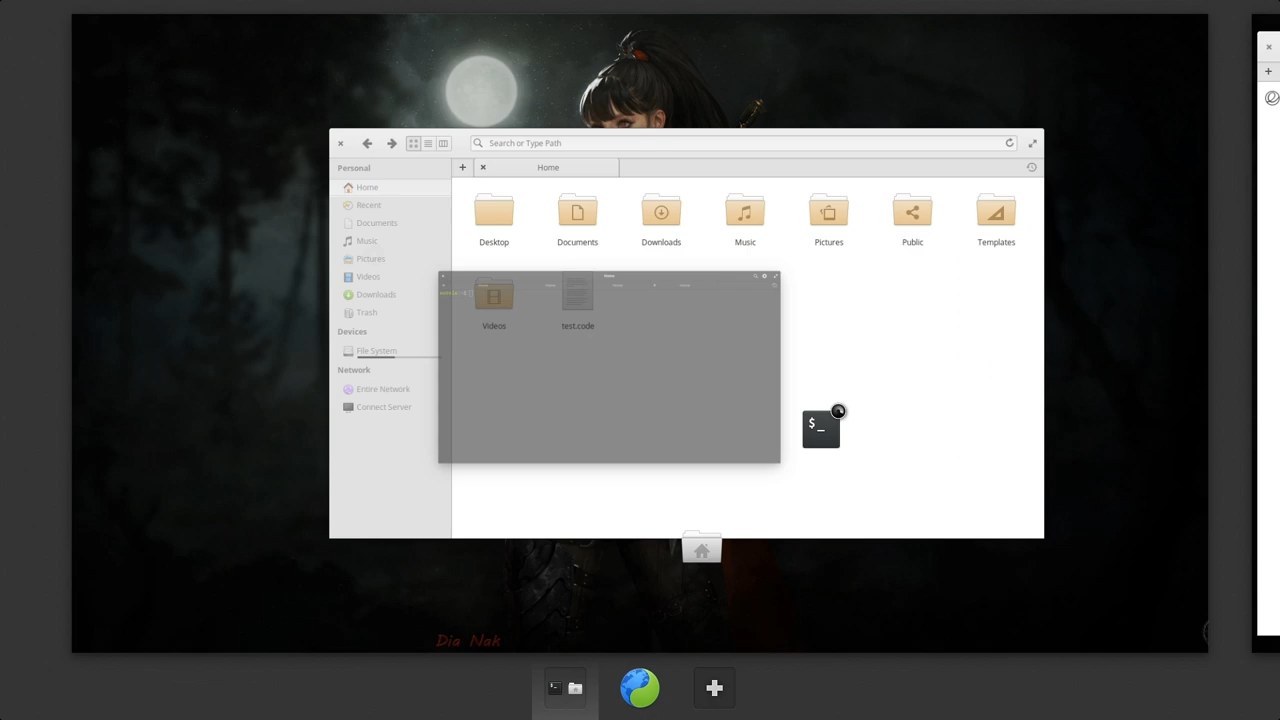 Search or Type Path
Personal
Home
Home
Recent
Documents
Music
Pictures
Videos
Downloads
Trash
Devices
File System
Network
Entire Network
Connect Server
Desktop
Documents
Downloads
Music
Pictures
Public
Templates
Videos
test.code
Home
$_
Dia Nak